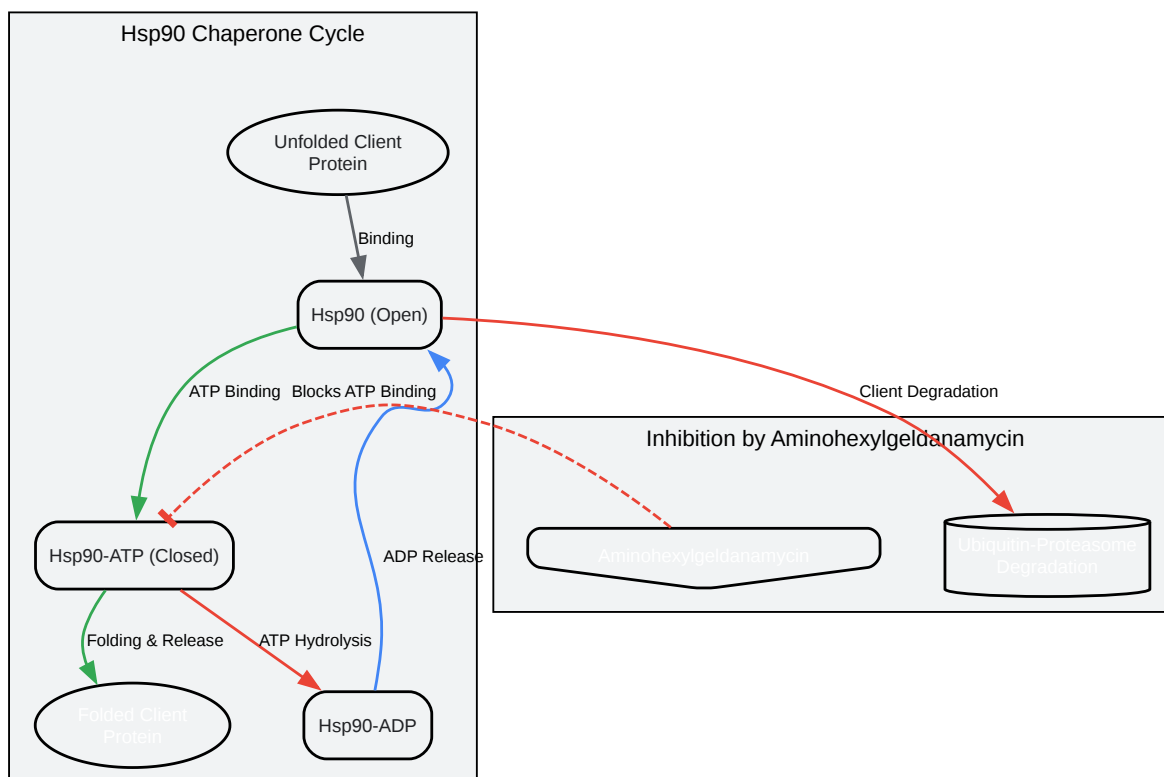 Hsp90 Chaperone Cycle
Unfolded Client
Protein
Binding
Hsp90 (Open)
ATP Binding
Blocks ATP Binding
Client Degradation
Inhibition by Aminohexylgeldanamycin
Hsp90-ATP (Closed)
ADP Release
Aminohexylgeldanamycin
Ubiquitin-Proteasome
Degradation
Folding & Release
ATP Hydrolysis
Folded Client
Protein
Hsp90-ADP